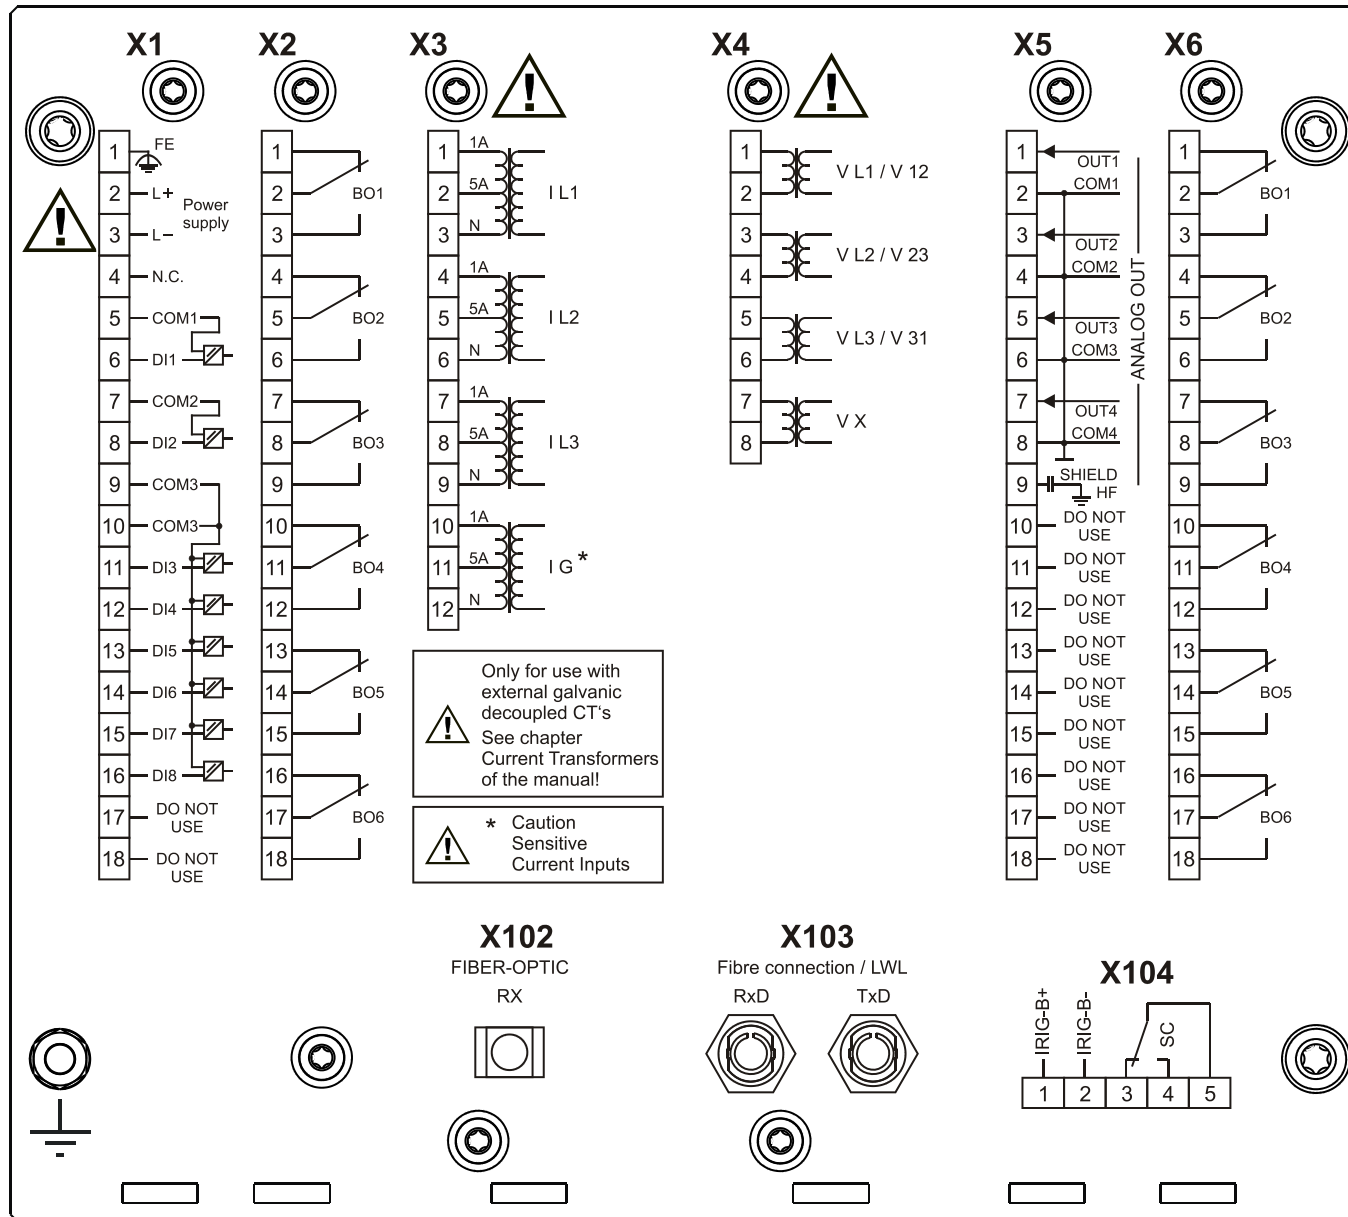 X1
X2
X3
X4
X5
X6
1 FE
2 L+
Power
supply
3 L−
4 N.C.
5 COM1
6 DI1
7 COM2
8 DI2
9 COM3
10 COM3
11 DI3
12 DI4
13 DI5
14 DI6
15 DI7
16 DI8
17 DO NOT
USE
18 DO NOT
USE
1
2 BO1
3
4
5 BO2
6
7
8 BO3
9
10
11 BO4
12
13
14 BO5
15
16
17 BO6
18
1 1A
2 5A I L1
3 N
4 1A
5 5A I L2
6 N
7 1A
8 5A I L3
9 N
10 1A
11 5A I G *
12 N
Only for use with
external galvanic
decoupled CT‘s
See chapter
Current Transformers
of the manual!
* Caution
Sensitive
Current Inputs
1
V L1 / V 12
2
3
V L2 / V 23
4
5
V L3 / V 31
6
7
V X
8
1 OUT1
2 COM1
3 OUT2
4 COM2
5 OUT3
6 COM3
7 OUT4
8 COM4
9 SHIELD
HF
ANALOG OUT
10 DO NOT
USE
11 DO NOT
USE
12 DO NOT
USE
13 DO NOT
USE
14 DO NOT
USE
15 DO NOT
USE
16 DO NOT
USE
17 DO NOT
USE
18 DO NOT
USE
1
2 BO1
3
4
5 BO2
6
7
8 BO3
9
10
11 BO4
12
13
14 BO5
15
16
17 BO6
18
X102
FIBER-OPTIC
RX
X103
Fibre connection / LWL
RxD TxD
X104
IRIG-B+
IRIG-B-
SC
1 2 3 4 5